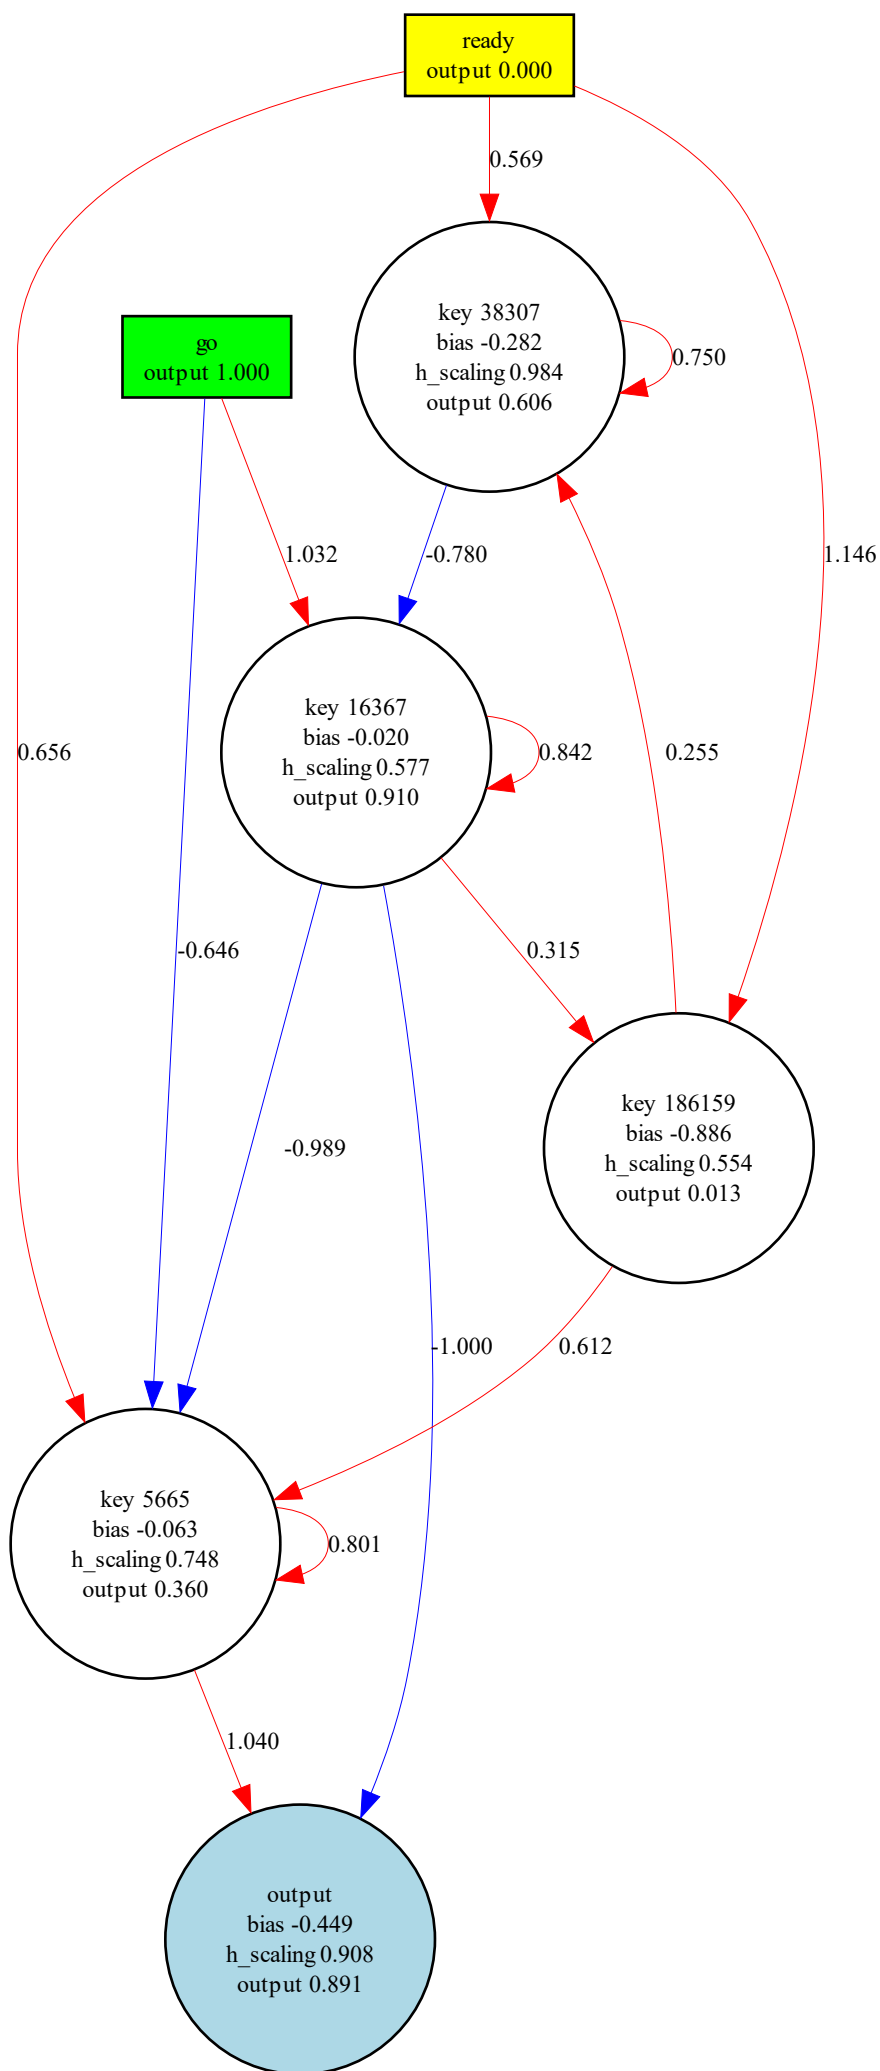 ready
output 0.000
0.569
key 38307
bias -0.282
h_scaling 0.984
output 0.606
0.750
go
output 1.000
1.032
-0.780
1.146
key 16367
bias -0.020
h_scaling 0.577
output 0.910
0.842
0.656
0.255
-0.646
0.315
key 186159
bias -0.886
h_scaling 0.554
output 0.013
-0.989
-1.000
0.612
key 5665
bias -0.063
h_scaling 0.748
output 0.360
0.801
1.040
output
bias -0.449
h_scaling 0.908
output 0.891